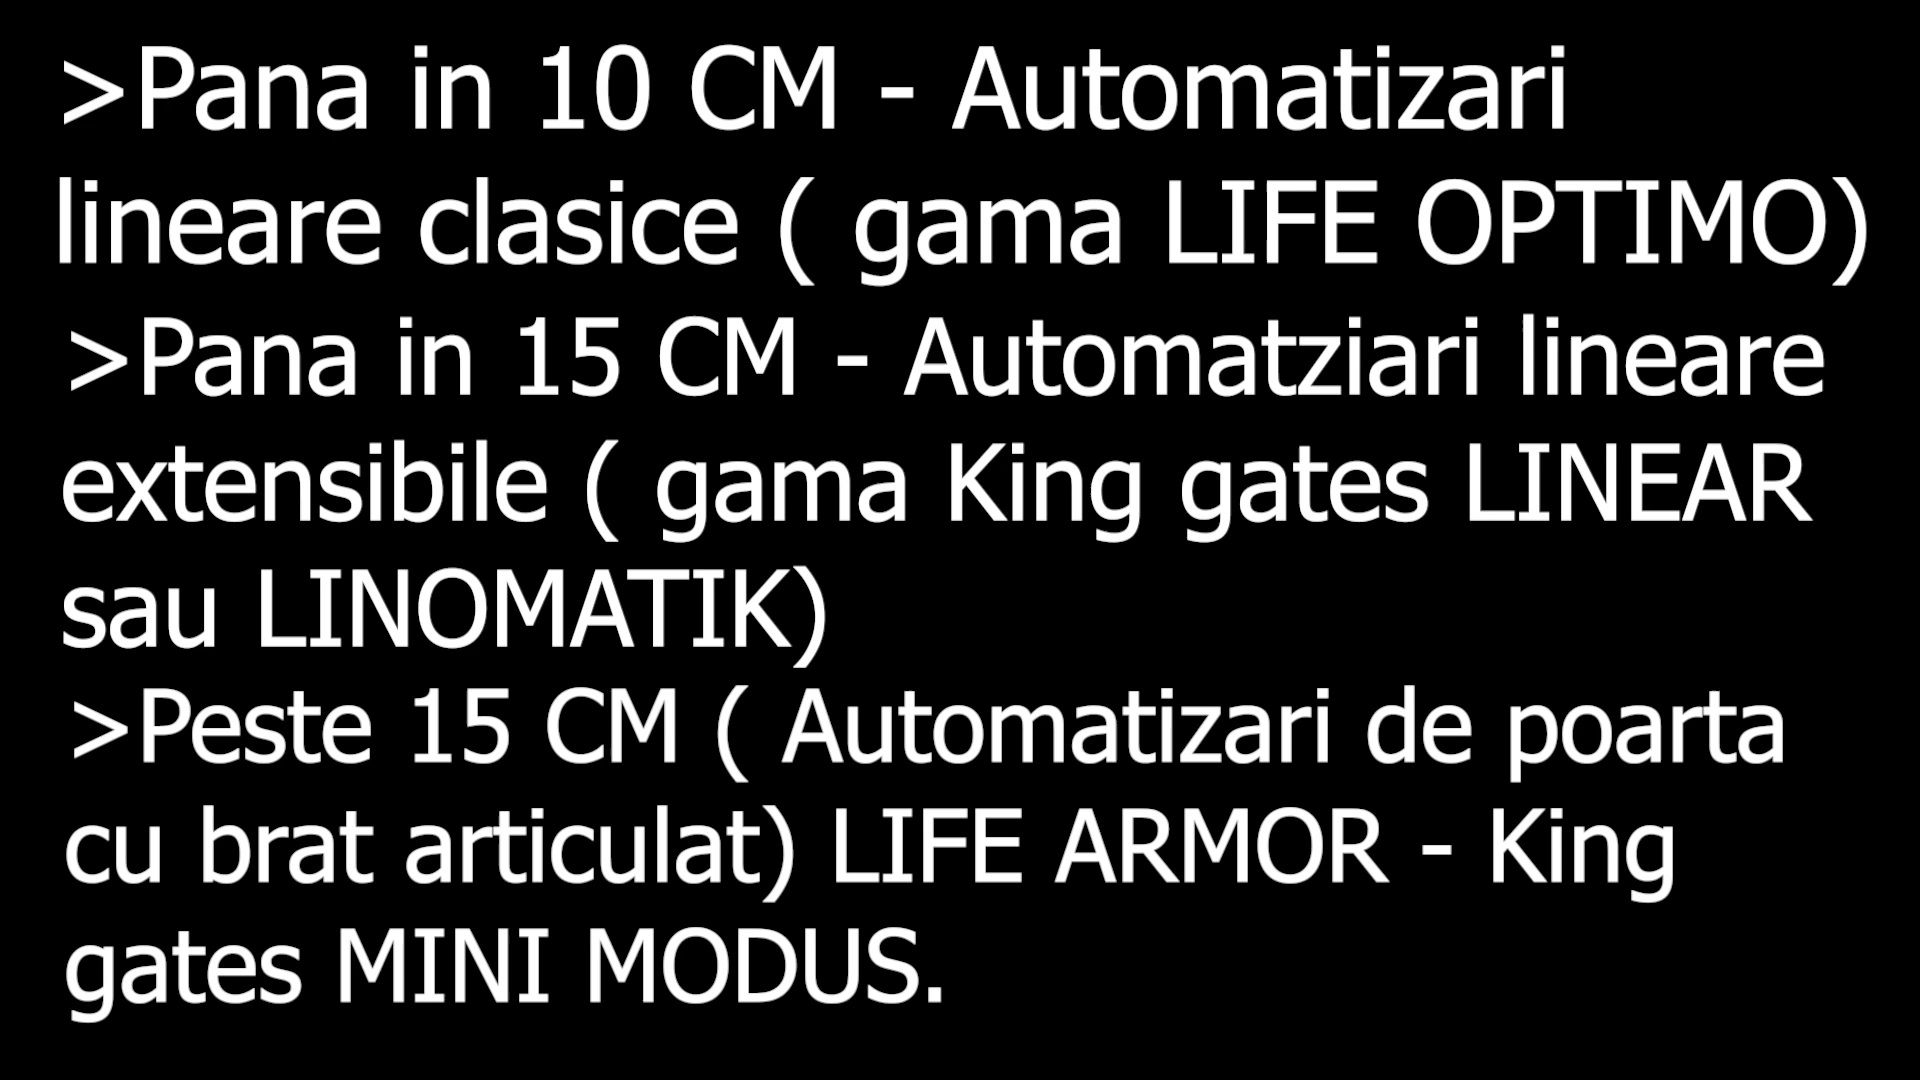 >Pana in 10 CM - Automatizari
lineare clasice ( gama LIFE OPTIMO)
>Pana in 15 CM - Automatziari lineare
extensibile ( gama King gates LINEAR
sau LINOMATIK)
>Peste 15 CM ( Automatizari de poarta
cu brat articulat) LIFE ARMOR - King
gates MINI MODUS.